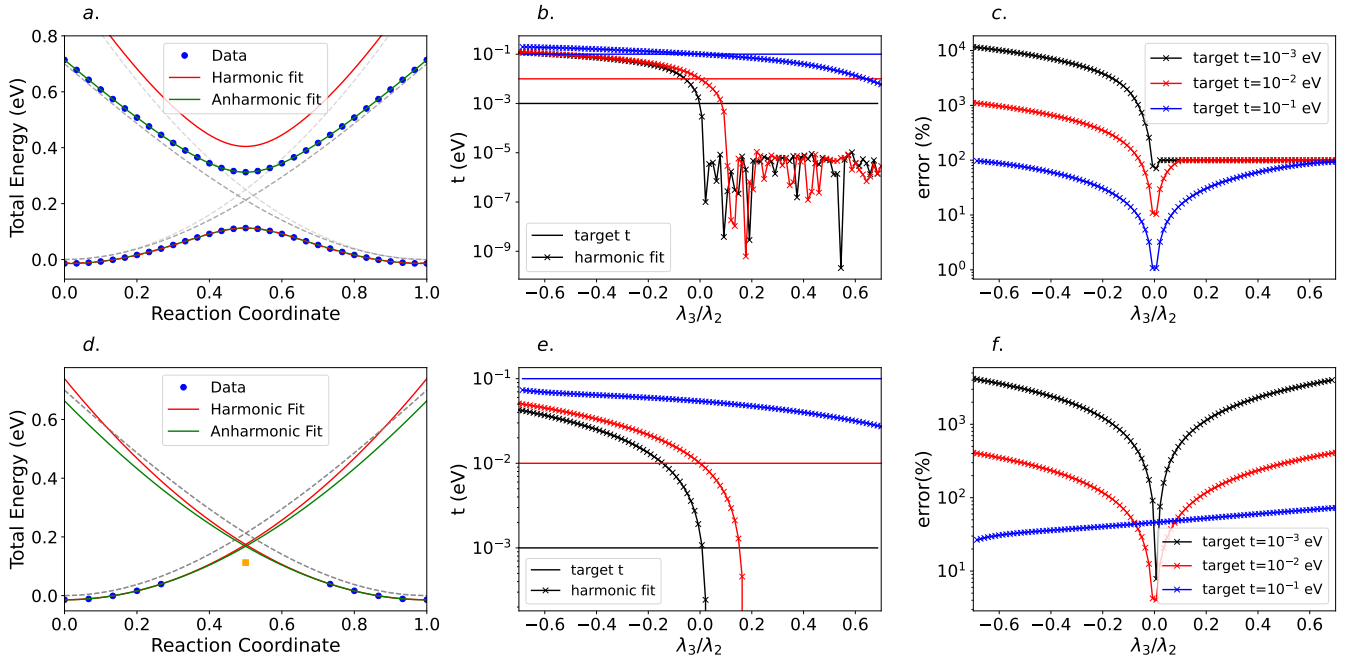 a.
Total Energy (eV)
0.8
0.6
0.4
0.2
0.0
0.0 0.2 0.4 0.6 0.8 1.0
Reaction Coordinate
Data
Harmonic fit
Anharmonic fit
b.
t (eV)
10⁻¹
10⁻³
10⁻⁵
10⁻⁷
10⁻⁹
−0.6 −0.4 −0.2 0.0 0.2 0.4 0.6
λ₃/λ₂
target t
harmonic fit
c.
error (%)
10⁴
10³
10²
10¹
10⁰
−0.6 −0.4 −0.2 0.0 0.2 0.4 0.6
λ₃/λ₂
target t=10⁻³ eV
target t=10⁻² eV
target t=10⁻¹ eV
d.
Total Energy (eV)
0.6
0.4
0.2
0.0
0.0 0.2 0.4 0.6 0.8 1.0
Reaction Coordinate
Data
Harmonic Fit
Anharmonic Fit
e.
t (eV)
10⁻¹
10⁻²
10⁻³
−0.6 −0.4 −0.2 0.0 0.2 0.4 0.6
λ₃/λ₂
target t
harmonic fit
f.
error(%)
10³
10²
10¹
−0.6 −0.4 −0.2 0.0 0.2 0.4 0.6
λ₃/λ₂
target t=10⁻³ eV
target t=10⁻² eV
target t=10⁻¹ eV